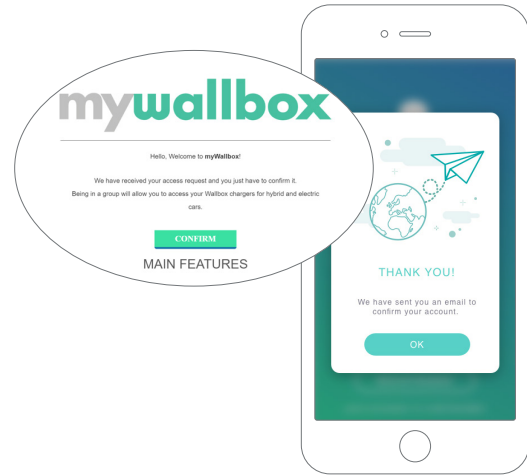 mywallbox
Hello, Welcome to myWallbox!
We have received your access request and you just have to confirm it.
Being in a group will allow you to access your Wallbox chargers for hybrid and electric
cars.
CONFIRM
MAIN FEATURES
THANK YOU!
We have sent you an email to
confirm your account.
OK